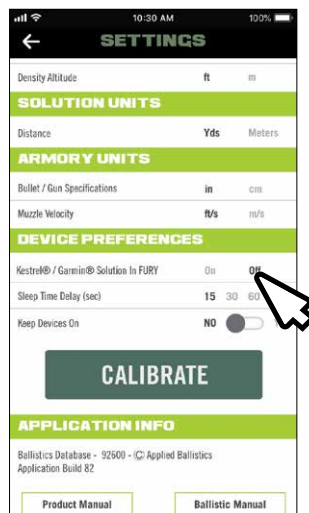 10:30 AM 100%
SETTINGS
Density Altitude ft m
SOLUTION UNITS
Distance Yds Meters
ARMORY UNITS
Bullet / Gun Specifications in cm
Muzzle Velocity ft/s m/s
DEVICE PREFERENCES
Kestrel® / Garmin® Solution In FURY On Off
Sleep Time Delay (sec) 15 30 60
Keep Devices On NO
CALIBRATE
APPLICATION INFO
Ballistics Database - 92600 - (C) Applied Ballistics
Application Build 82
Product Manual Ballistic Manual